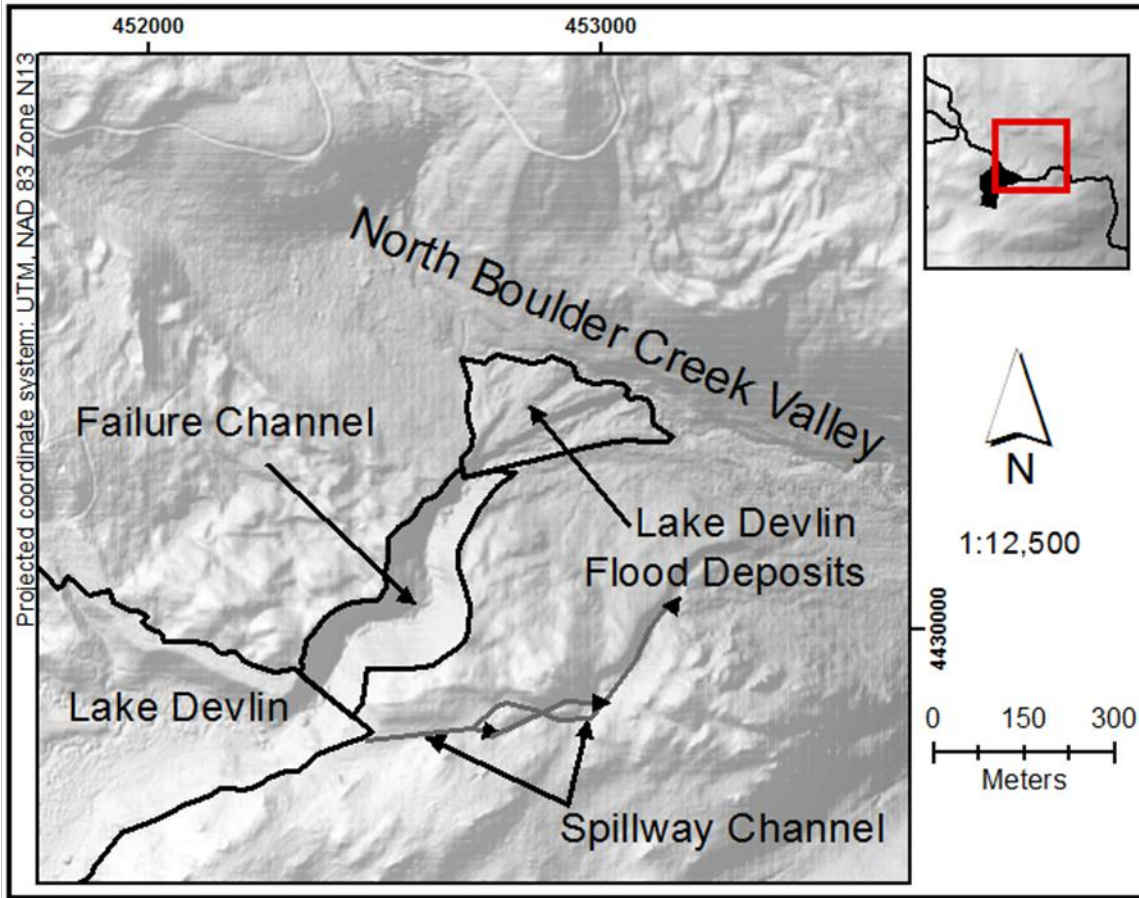 452000
453000
Projected coordinate system: UTM, NAD 83 Zone N13
North Boulder Creek Valley
Failure Channel
Lake Devlin
Flood Deposits
N
1:12,500
4430000
Lake Devlin
0 150 300
Meters
Spillway Channel